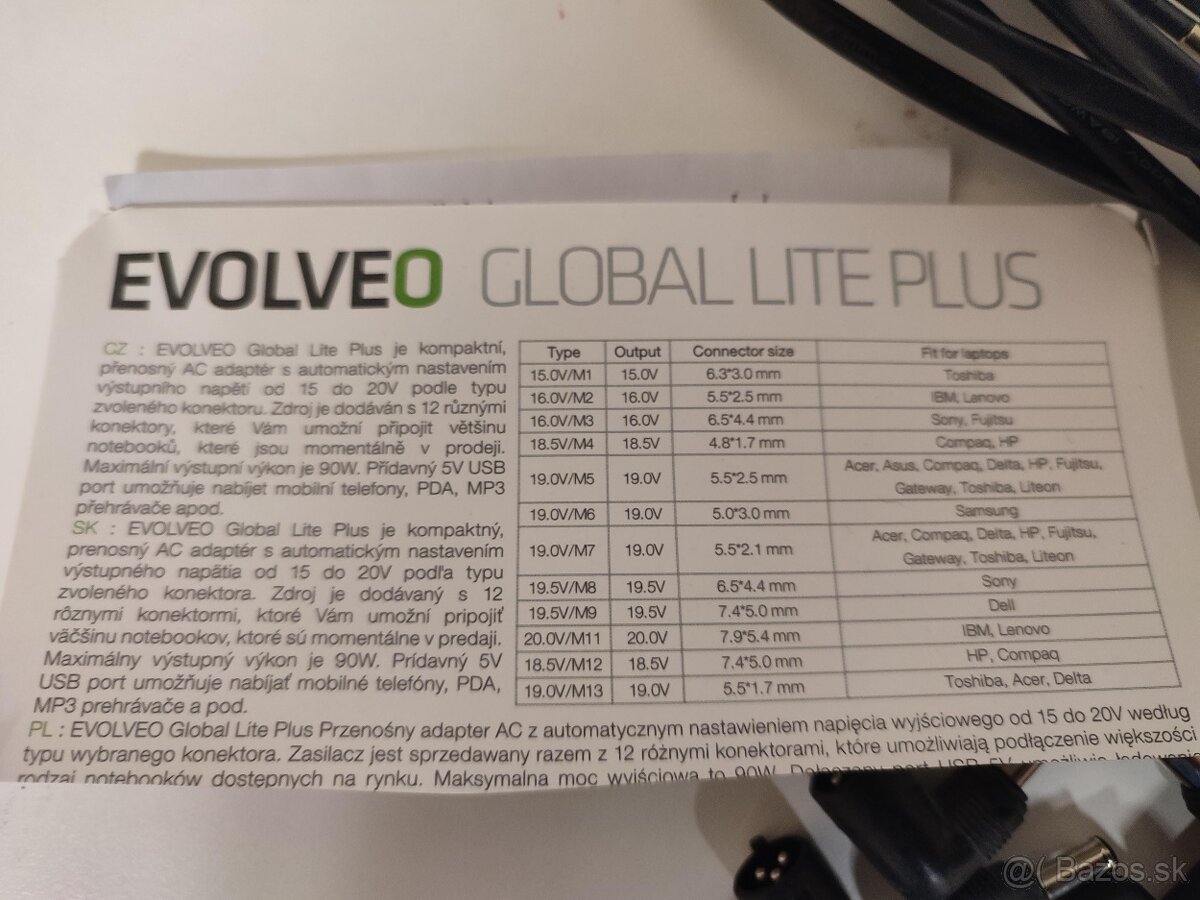 EVOLVEO GLOBAL LITE PLUS
CZ : EVOLVEO Global Lite Plus je kompaktní,
přenosný AC adaptér s automatickým nastavením
výstupního napětí od 15 do 20V podle typu
zvoleného konektoru. Zdroj je dodáván s 12 různými
konektory, které Vám umožní připojit většinu
notebooků, které jsou momentálně v prodeji.
Maximální výstupní výkon je 90W. Přídavný 5V USB
port umožňuje nabíjet mobilní telefony, PDA, MP3
přehrávače apod.
SK : EVOLVEO Global Lite Plus je kompaktný,
prenosný AC adaptér s automatickým nastavením
výstupného napätia od 15 do 20V podľa typu
zvoleného konektora. Zdroj je dodávaný s 12
rôznymi konektormi, ktoré Vám umožní pripojiť
väčšinu notebookov, ktoré sú momentálne v predaji.
Maximálny výstupný výkon je 90W. Prídavný 5V
USB port umožňuje nabíjať mobilné telefóny, PDA,
MP3 prehrávače a pod.
Type Output Connector size Fit for laptops
15.0V/M1 15.0V 6.3*3.0 mm Toshiba
16.0V/M2 16.0V 5.5*2.5 mm IBM, Lenovo
16.0V/M3 16.0V 6.5*4.4 mm Sony, Fujitsu
18.5V/M4 18.5V 4.8*1.7 mm Compaq, HP
19.0V/M5 19.0V 5.5*2.5 mm Acer, Asus, Compaq, Delta, HP, Fujitsu,
Gateway, Toshiba, Liteon
19.0V/M6 19.0V 5.0*3.0 mm Samsung
19.0V/M7 19.0V 5.5*2.1 mm Acer, Compaq, Delta, HP, Fujitsu,
Gateway, Toshiba, Liteon
19.5V/M8 19.5V 6.5*4.4 mm Sony
19.5V/M9 19.5V 7.4*5.0 mm Dell
20.0V/M11 20.0V 7.9*5.4 mm IBM, Lenovo
18.5V/M12 18.5V 7.4*5.0 mm HP, Compaq
19.0V/M13 19.0V 5.5*1.7 mm Toshiba, Acer, Delta
PL : EVOLVEO Global Lite Plus Przenośny adapter AC z automatycznym nastawieniem napięcia wyjściowego od 15 do 20V według
typu wybranego konektora. Zasilacz jest sprzedawany razem z 12 różnymi konektorami, które umożliwiają podłączenie większości
rodzaj notebooków dostępnych na rynku. Maksymalna moc wyjściowa to 90W.
@( Bazos.sk